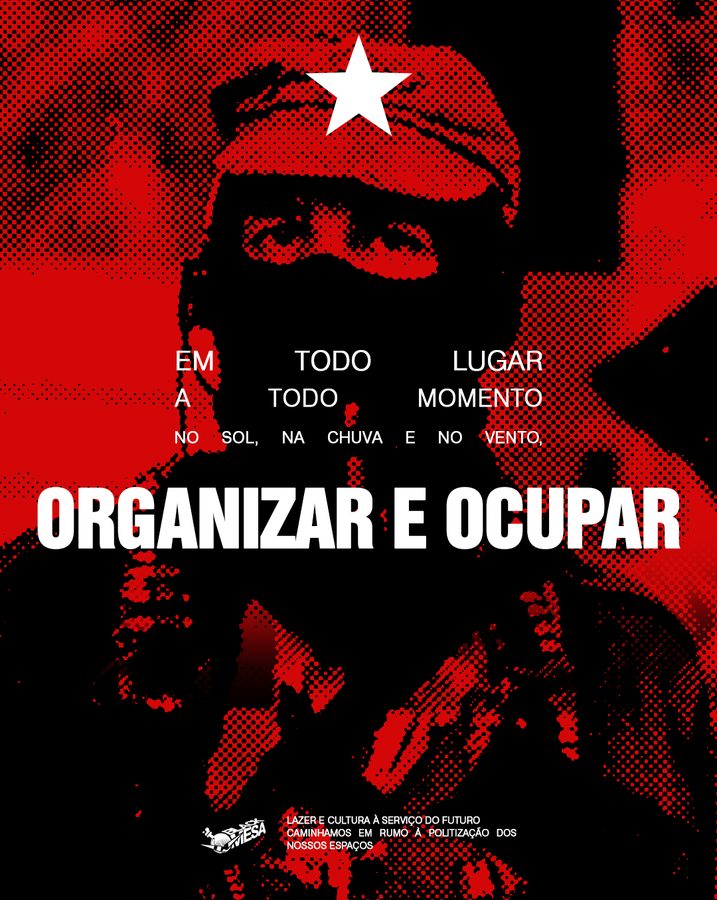 EM TODO LUGAR
A TODO MOMENTO
NO SOL, NA CHUVA E NO VENTO,
ORGANIZAR E OCUPAR
MESA
LAZER E CULTURA À SERVIÇO DO FUTURO
CAMINHAMOS EM RUMO À POLITIZAÇÃO DOS
NOSSOS ESPAÇOS